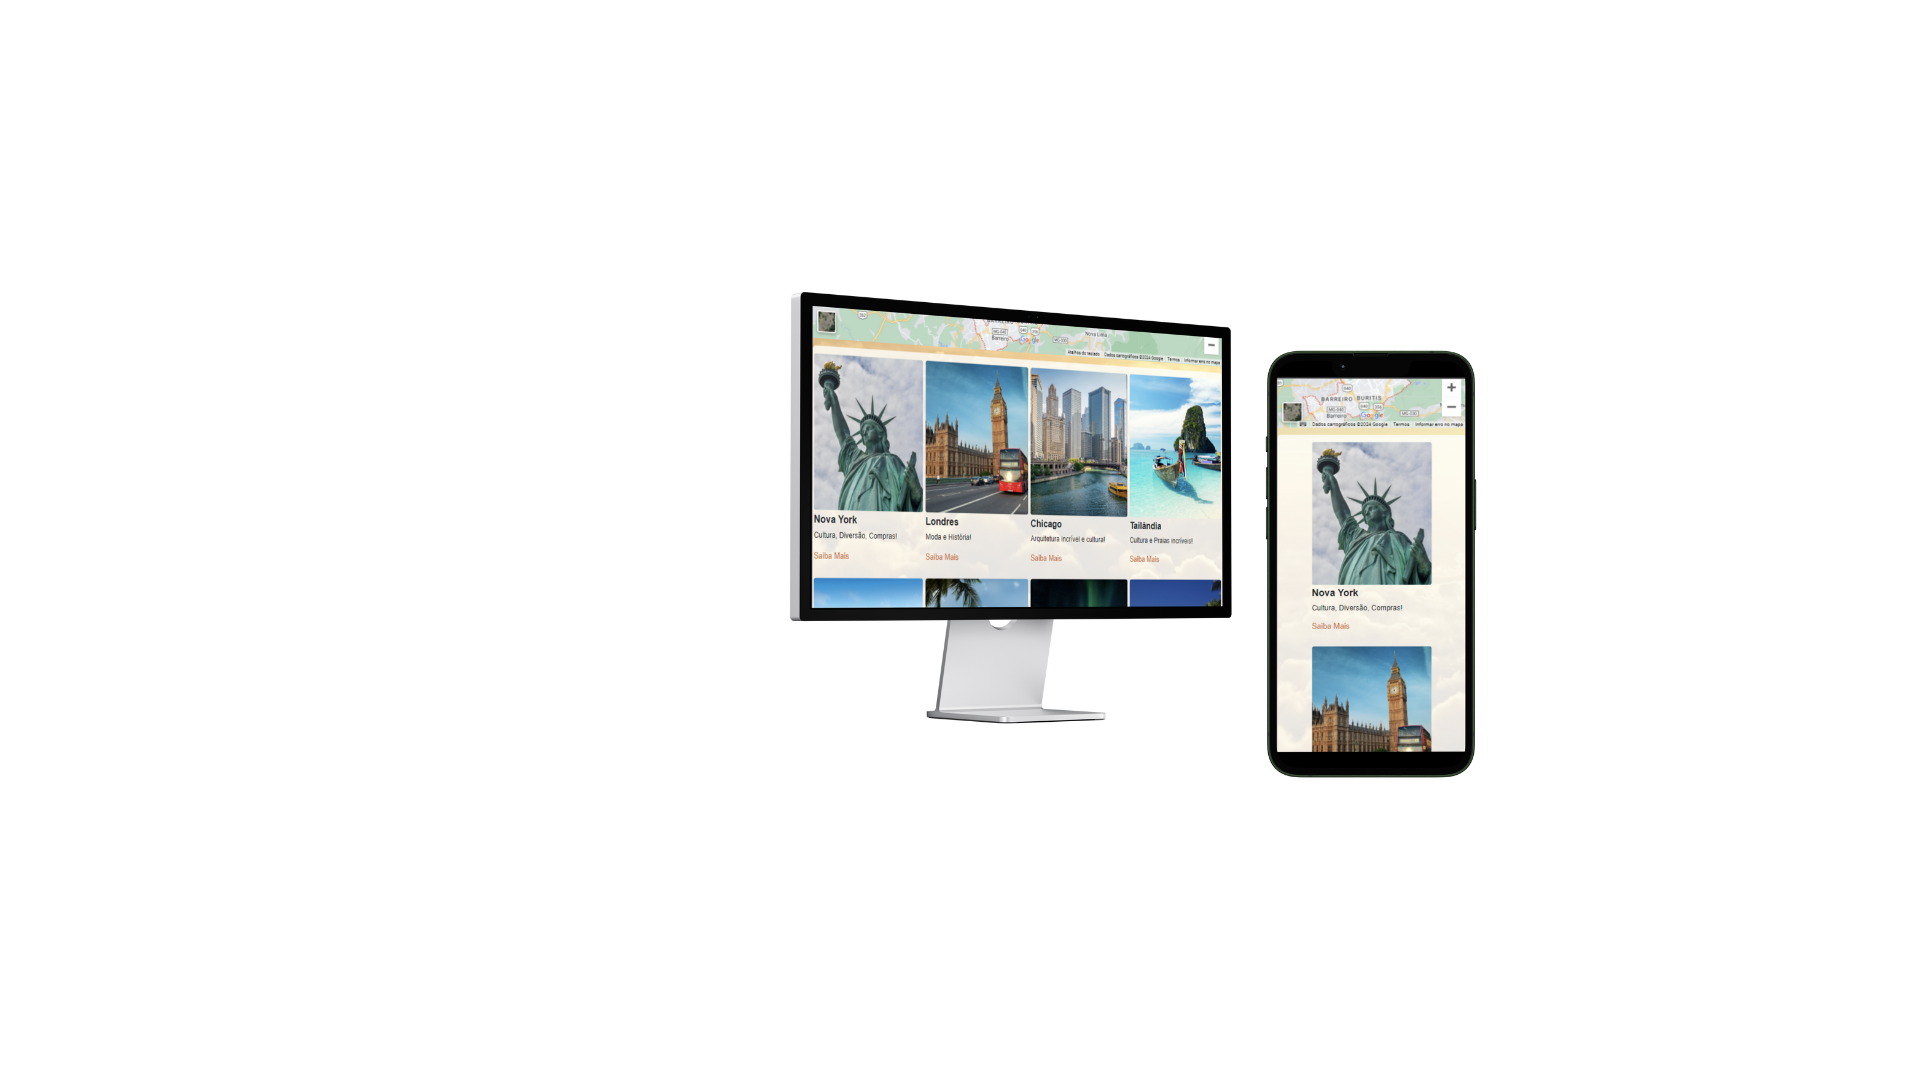 Nova Lima
Barreiro
Google
Atalhos do teclado
Dados cartográficos ©2024 Google
Termos
Informar erro no mapa
Nova York
Cultura, Diversão, Compras!
Saiba Mais
Londres
Moda e História!
Saiba Mais
Chicago
Arquitetura incrível e cultura!
Saiba Mais
Tailândia
Cultura e Praias incríveis!
Saiba Mais
+
−
BARREIRO
BURITIS
Barreiro
Google
Dados cartográficos ©2024 Google
Termos
Informar erro no mapa
Nova York
Cultura, Diversão, Compras!
Saiba Mais